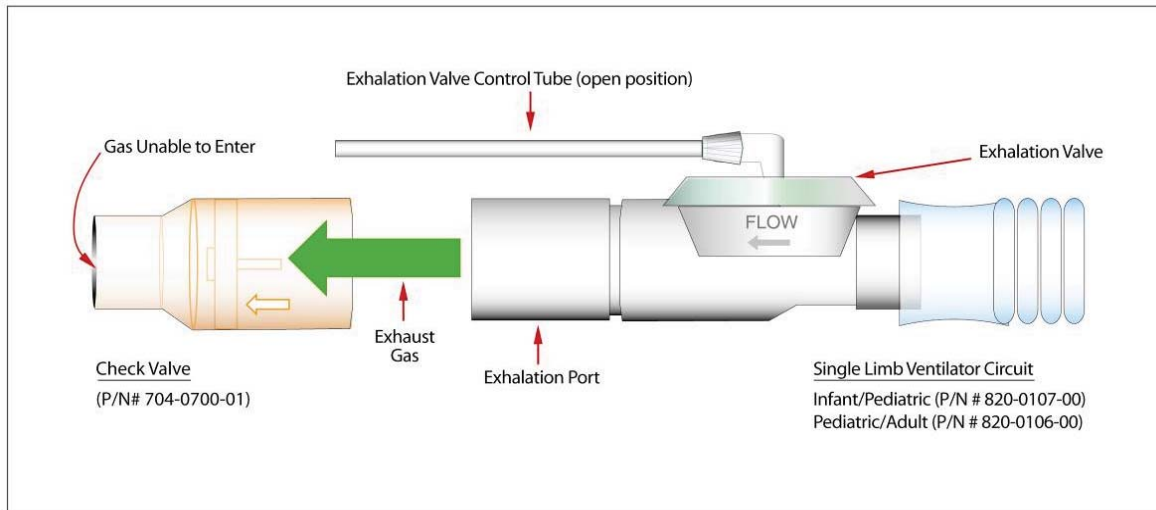 Exhalation Valve Control Tube (open position)
Gas Unable to Enter
Exhalation Valve
FLOW
Exhaust
Gas
Exhalation Port
Check Valve
(P/N# 704-0700-01)
Single Limb Ventilator Circuit
Infant/Pediatric (P/N # 820-0107-00)
Pediatric/Adult (P/N # 820-0106-00)